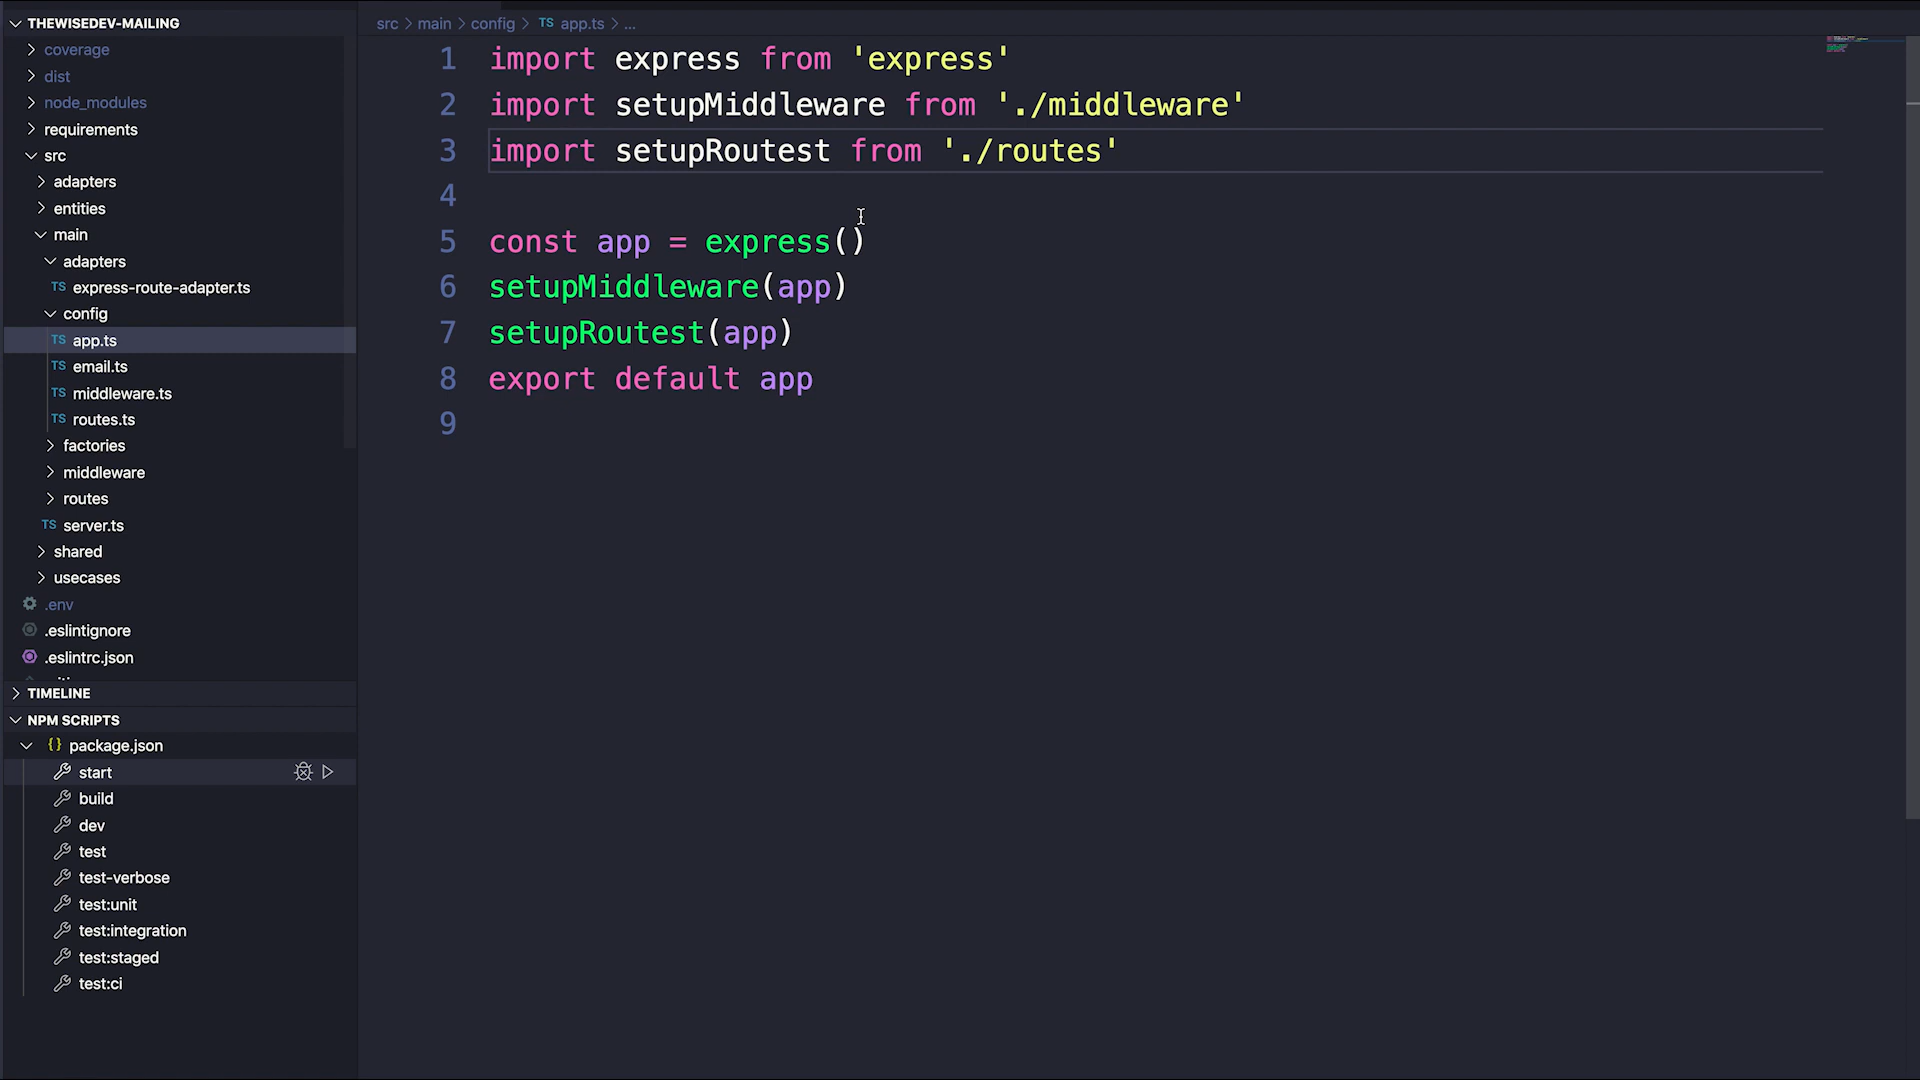 THEWISEDEV-MAILING
coverage
dist
node_modules
requirements
src
adapters
entities
main
adapters
TS express-route-adapter.ts
config
TS app.ts
TS email.ts
TS middleware.ts
TS routes.ts
factories
middleware
routes
TS server.ts
shared
usecases
.env
.eslintignore
.eslintrc.json
TIMELINE
NPM SCRIPTS
{} package.json
start
build
dev
test
test-verbose
test:unit
test:integration
test:staged
test:ci
src > main > config > TS app.ts > ...
1 import express from 'express'
2 import setupMiddleware from './middleware'
3 import setupRoutest from './routes'
4
5 const app = express()
6 setupMiddleware(app)
7 setupRoutest(app)
8 export default app
9